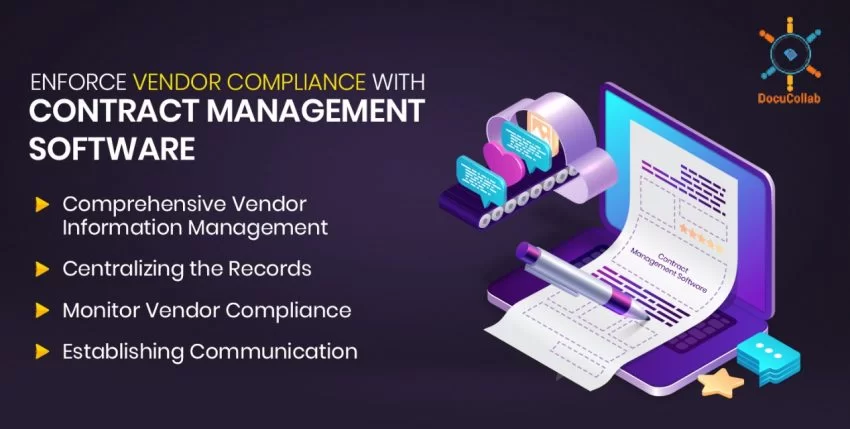 DocuCollab
ENFORCE VENDOR COMPLIANCE WITH
CONTRACT MANAGEMENT
SOFTWARE
Comprehensive Vendor
Information Management
Centralizing the Records
Monitor Vendor Compliance
Establishing Communication
Contract
Management Software